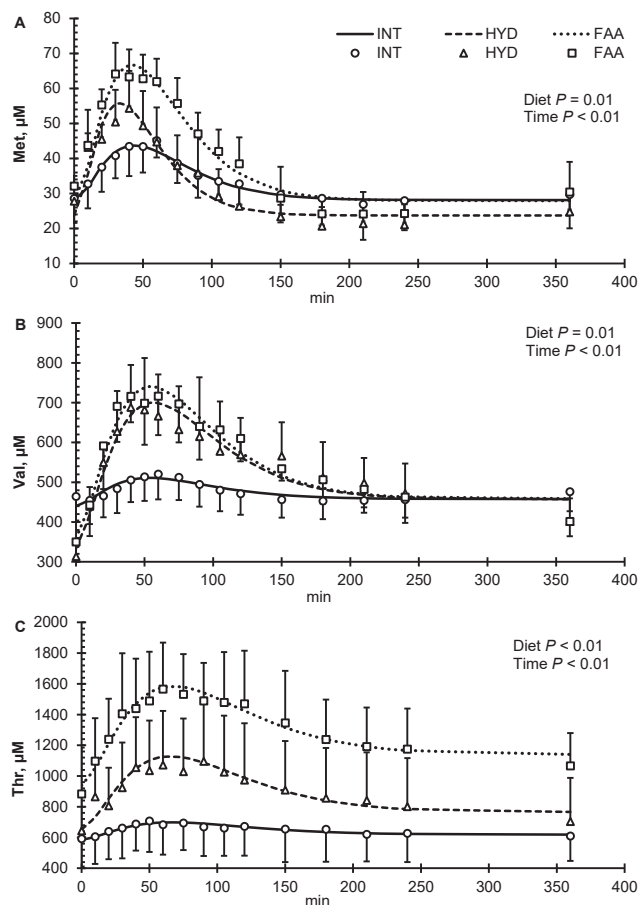 A
INT HYD FAA
INT HYD FAA
Diet P = 0.01
Time P < 0.01
Met, µM
80
70
60
50
40
30
20
10
0 50 100 150 200 250 300 350 400
min
B
Diet P = 0.01
Time P < 0.01
Val, µM
900
800
700
600
500
400
300
0 50 100 150 200 250 300 350 400
min
C
Diet P < 0.01
Time P < 0.01
Thr, µM
2000
1800
1600
1400
1200
1000
800
600
400
0 50 100 150 200 250 300 350 400
min